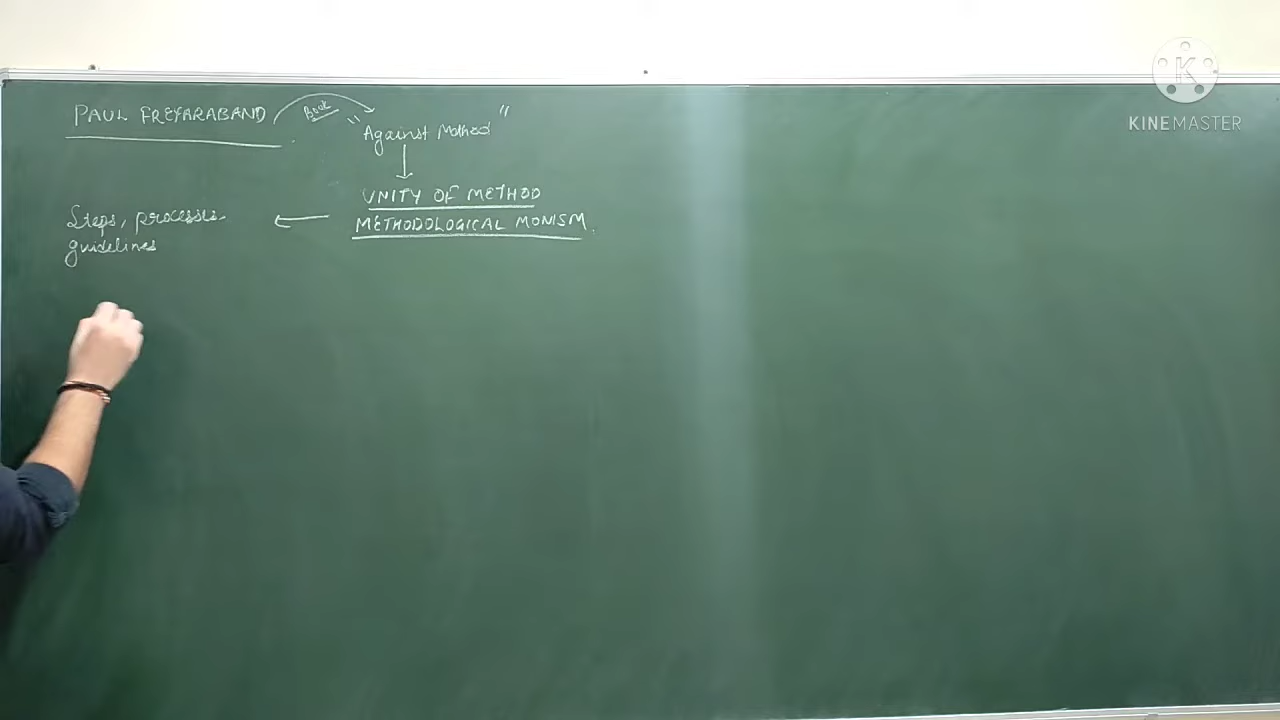 PAUL FREYARABAND
Book
"Against Method"
UNITY OF METHOD
METHODOLOGICAL MONISM.
Steps, processes
guidelines
K
KINEMASTER